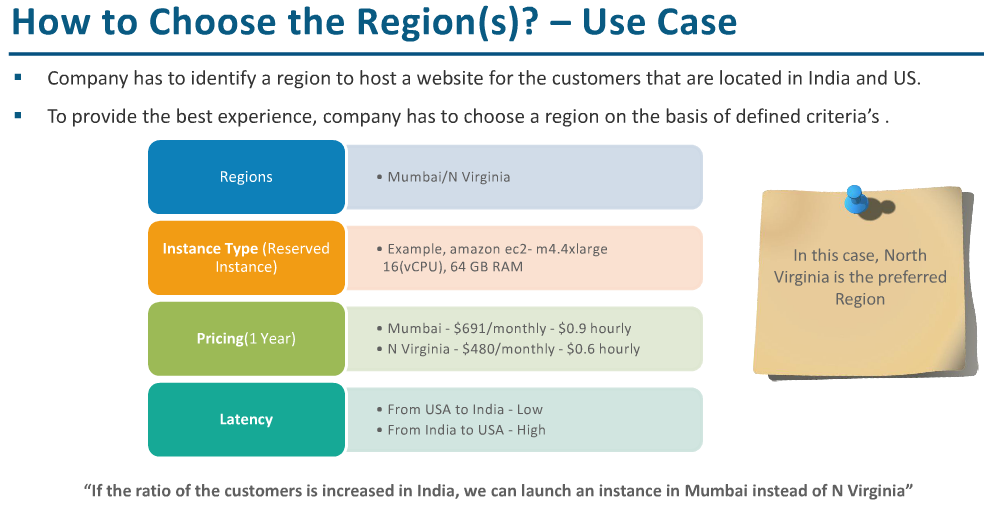 How to Choose the Region(s)? – Use Case
▪ Company has to identify a region to host a website for the customers that are located in India and US.
▪ To provide the best experience, company has to choose a region on the basis of defined criteria's .
Regions
• Mumbai/N Virginia
Instance Type (Reserved
Instance)
• Example, amazon ec2- m4.4xlarge
16(vCPU), 64 GB RAM
Pricing(1 Year)
• Mumbai - $691/monthly - $0.9 hourly
• N Virginia - $480/monthly - $0.6 hourly
Latency
• From USA to India - Low
• From India to USA - High
In this case, North
Virginia is the preferred
Region
“If the ratio of the customers is increased in India, we can launch an instance in Mumbai instead of N Virginia”